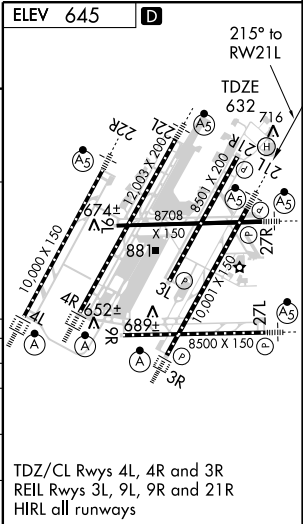 ELEV 645 D
215° to
RW21L
TDZE
632
716
H
22R
22L
21R
21L
A5
A5
A5
A5
A5
P
P
P
P
P
P
12,003 X 200
8501 X 200
10,000 X 150
674±
9L
8708
X 150
27R
881
3L
10,001 X 150
4L
4R
652±
9R
689±
27L
8500 X 150
3R
A
A
A
TDZ/CL Rwys 4L, 4R and 3R
REIL Rwys 3L, 9L, 9R and 21R
HIRL all runways